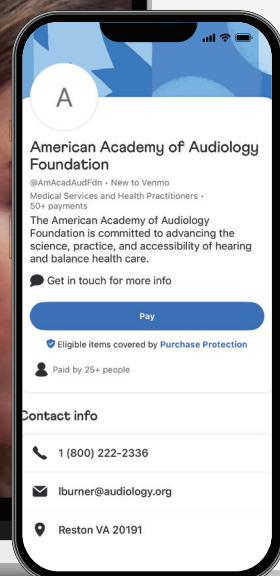 A
American Academy of Audiology
Foundation
@AmAcadAudFdn • New to Venmo
Medical Services and Health Practitioners •
50+ payments
The American Academy of Audiology
Foundation is committed to advancing the
science, practice, and accessibility of hearing
and balance health care.
Get in touch for more info
Pay
Eligible items covered by Purchase Protection
Paid by 25+ people
Contact info
1 (800) 222-2336
lburner@audiology.org
Reston VA 20191